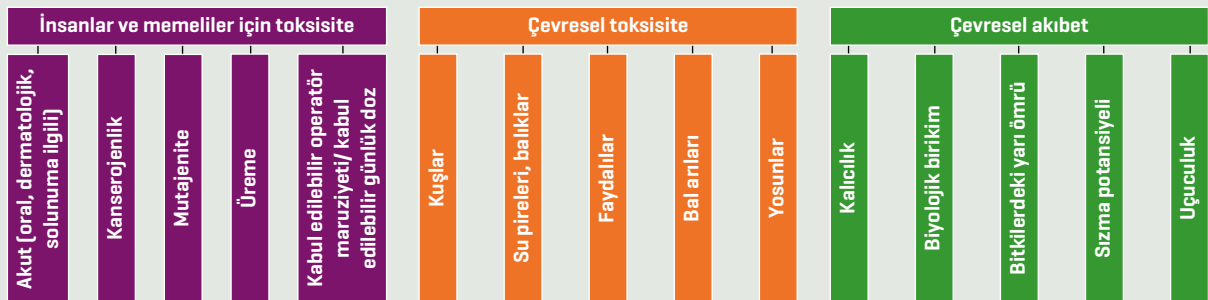 İnsanlar ve memeliler için toksisite
Akut (oral, dermatolojik,
solunuma ilgili)
Kanserojenlik
Mutajenite
Üreme
Kabul edilebilir operatör
maruziyeti/ kabul
edilebilir günlük doz
Çevresel toksisite
Kuşlar
Su pireleri, balıklar
Faydalılar
Bal arıları
Yosunlar
Çevresel akıbet
Kalıcılık
Biyolojik birikim
Bitkilerdeki yarı ömrü
Sızma potansiyeli
Uçuculuk